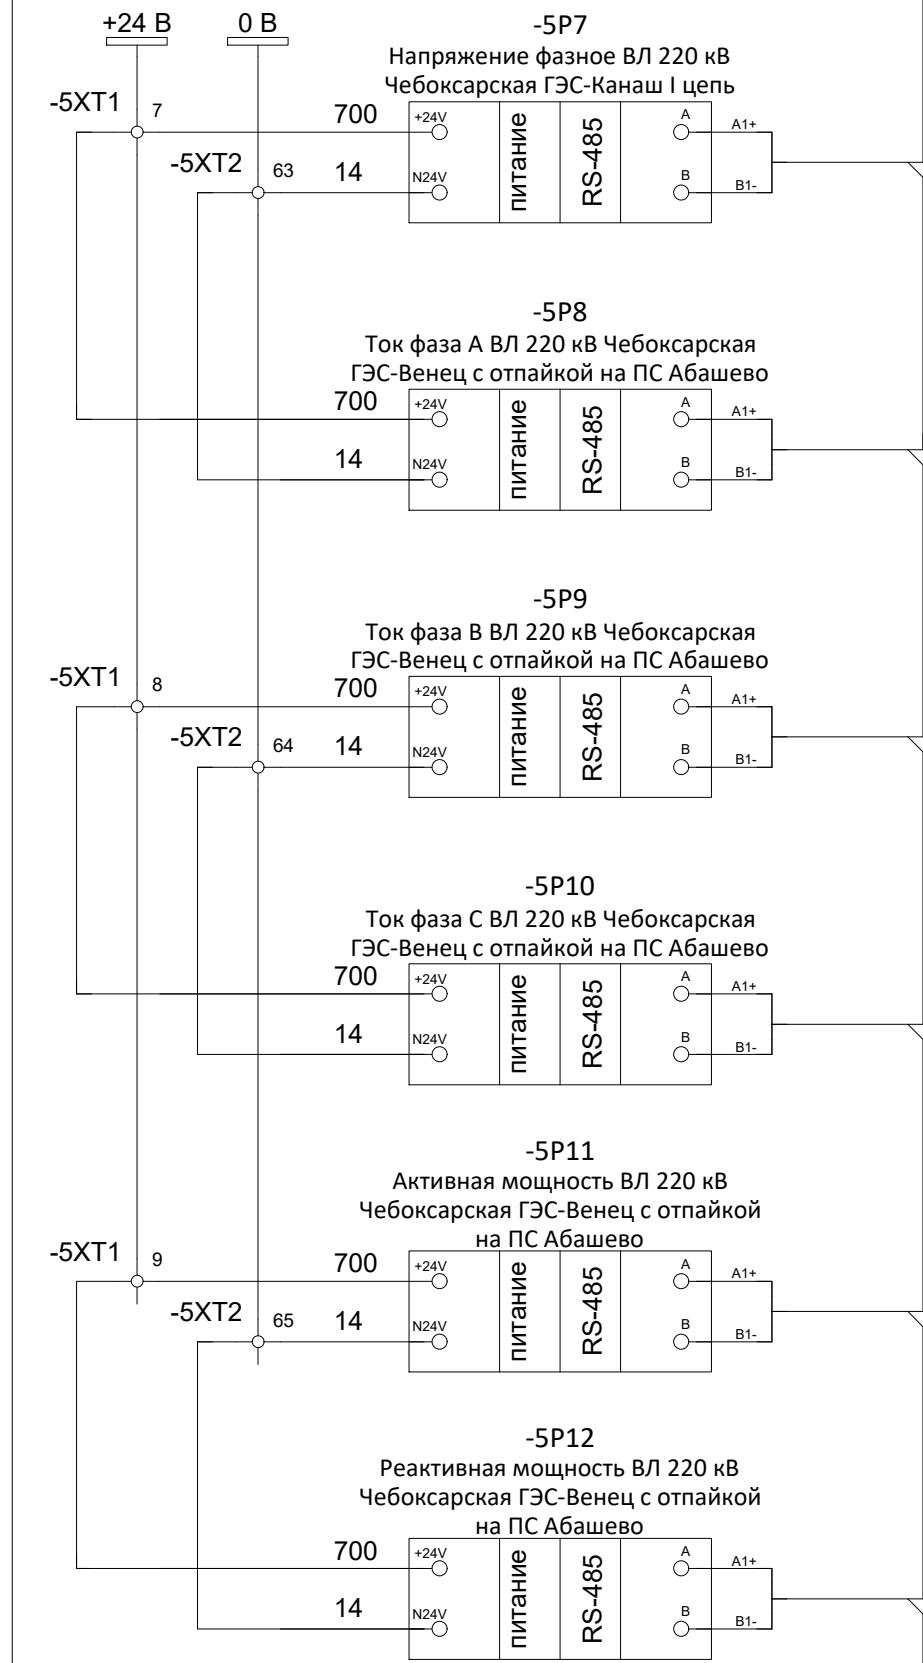 +24 В
0 В
-5P7
Напряжение фазное ВЛ 220 кВ
Чебоксарская ГЭС-Канаш I цепь
-5XT1
7
700
+24V
питание
RS-485
A
A1+
-5XT2
63
14
N24V
B
B1-
-5P8
Ток фаза А ВЛ 220 кВ Чебоксарская
ГЭС-Венец с отпайкой на ПС Абашево
700
+24V
питание
RS-485
A
A1+
14
N24V
B
B1-
-5P9
Ток фаза В ВЛ 220 кВ Чебоксарская
ГЭС-Венец с отпайкой на ПС Абашево
-5XT1
8
700
+24V
питание
RS-485
A
A1+
-5XT2
64
14
N24V
B
B1-
-5P10
Ток фаза С ВЛ 220 кВ Чебоксарская
ГЭС-Венец с отпайкой на ПС Абашево
700
+24V
питание
RS-485
A
A1+
14
N24V
B
B1-
-5P11
Активная мощность ВЛ 220 кВ
Чебоксарская ГЭС-Венец с отпайкой
на ПС Абашево
-5XT1
9
700
+24V
питание
RS-485
A
A1+
-5XT2
65
14
N24V
B
B1-
-5P12
Реактивная мощность ВЛ 220 кВ
Чебоксарская ГЭС-Венец с отпайкой
на ПС Абашево
700
+24V
питание
RS-485
A
A1+
14
N24V
B
B1-